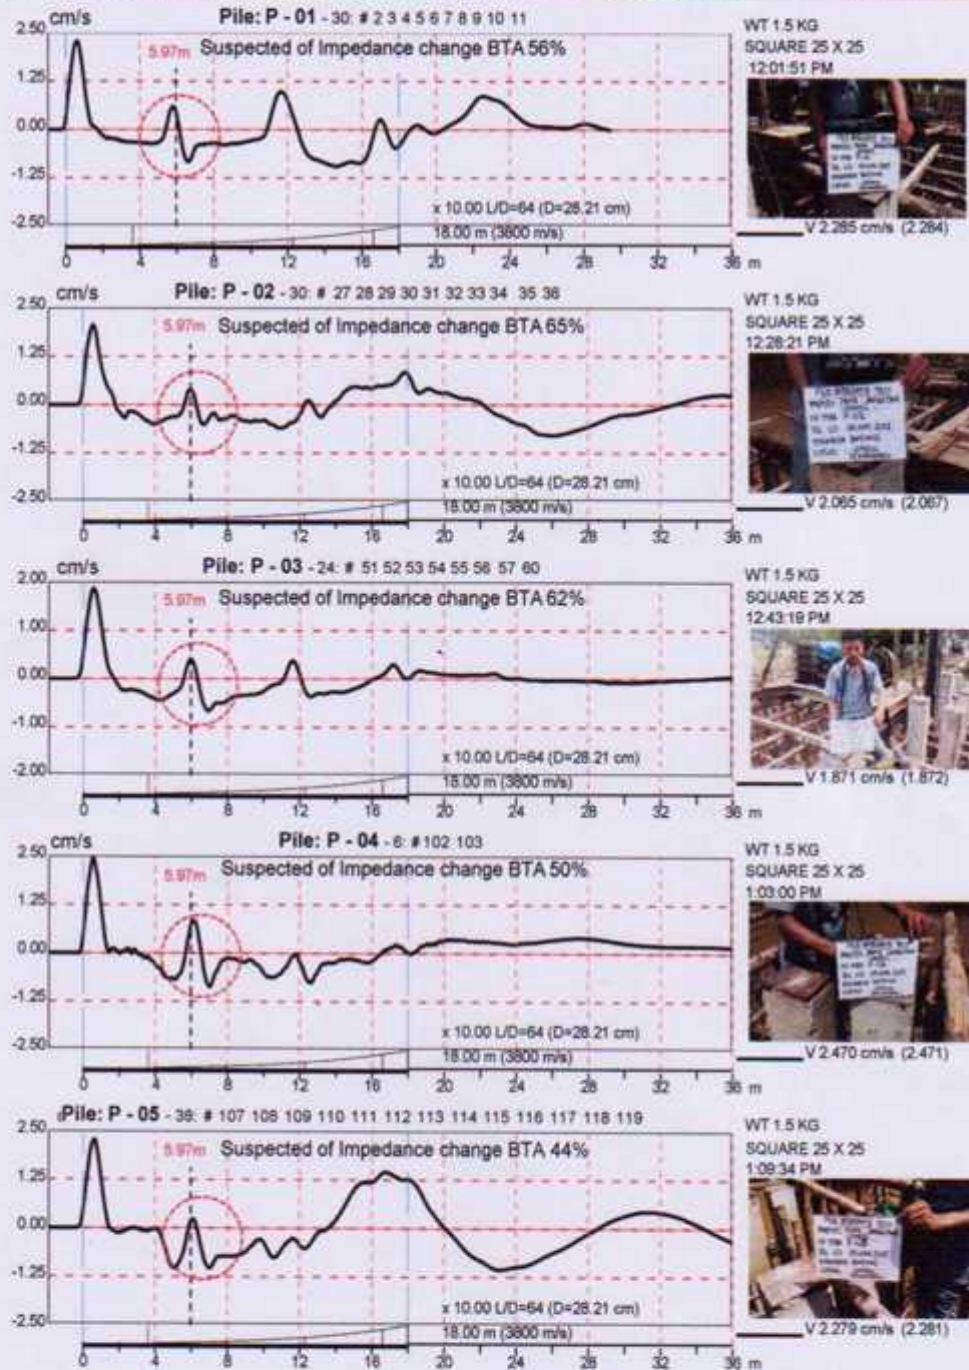 Pile: P - 01 - 30: # 2 3 4 5 6 7 8 9 10 11
cm/s
2.50
1.25
0.00
-1.25
-2.50
5.97m
Suspected of Impedance change BTA 56%
x 10.00 L/D=64 (D=28.21 cm)
18.00 m (3800 m/s)
0 4 8 12 16 20 24 28 32 36 m
WT 1.5 KG
SQUARE 25 X 25
12:01:51 PM
V 2.285 cm/s (2.284)
cm/s
Pile: P - 02 - 30: # 27 28 29 30 31 32 33 34 35 36
2.50
1.25
0.00
-1.25
-2.50
5.97m
Suspected of Impedance change BTA 65%
x 10.00 L/D=64 (D=28.21 cm)
18.00 m (3800 m/s)
0 4 8 12 16 20 24 28 32 36 m
WT 1.5 KG
SQUARE 25 X 25
12:28:21 PM
V 2.065 cm/s (2.067)
cm/s
Pile: P - 03 - 24: # 51 52 53 54 55 56 57 60
2.00
1.00
0.00
-1.00
-2.00
5.97m
Suspected of Impedance change BTA 62%
x 10.00 L/D=64 (D=28.21 cm)
18.00 m (3800 m/s)
0 4 8 12 16 20 24 28 32 36 m
WT 1.5 KG
SQUARE 25 X 25
12:43:19 PM
V 1.871 cm/s (1.872)
cm/s
Pile: P - 04 - 6: # 102 103
2.50
1.25
0.00
-1.25
-2.50
5.97m
Suspected of Impedance change BTA 50%
x 10.00 L/D=64 (D=28.21 cm)
18.00 m (3800 m/s)
0 4 8 12 16 20 24 28 32 36 m
WT 1.5 KG
SQUARE 25 X 25
1:03:00 PM
V 2.470 cm/s (2.471)
Pile: P - 05 - 38: # 107 108 109 110 111 112 113 114 115 116 117 118 119
2.50
1.25
0.00
-1.25
-2.50
5.97m
Suspected of Impedance change BTA 44%
x 10.00 L/D=64 (D=28.21 cm)
18.00 m (3800 m/s)
0 4 8 12 16 20 24 28 32 36 m
WT 1.5 KG
SQUARE 25 X 25
1:09:34 PM
V 2.279 cm/s (2.281)